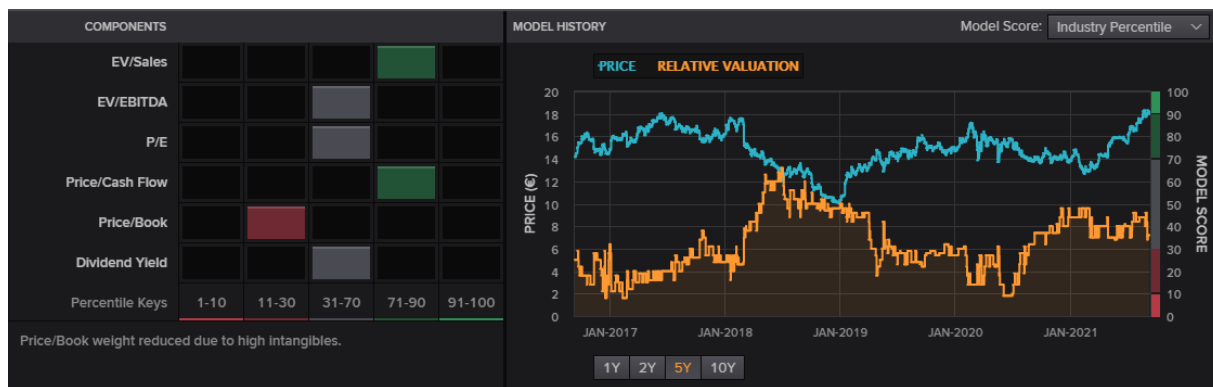 COMPONENTS
EV/Sales
EV/EBITDA
P/E
Price/Cash Flow
Price/Book
Dividend Yield
Percentile Keys 1-10 11-30 31-70 71-90 91-100
Price/Book weight reduced due to high intangibles.
MODEL HISTORY
Model Score: Industry Percentile
PRICE RELATIVE VALUATION
PRICE (€)
20
18
16
14
12
10
8
6
4
2
0
100
90
80
70
60
50
40
30
20
10
0
MODEL SCORE
JAN-2017 JAN-2018 JAN-2019 JAN-2020 JAN-2021
1Y 2Y 5Y 10Y